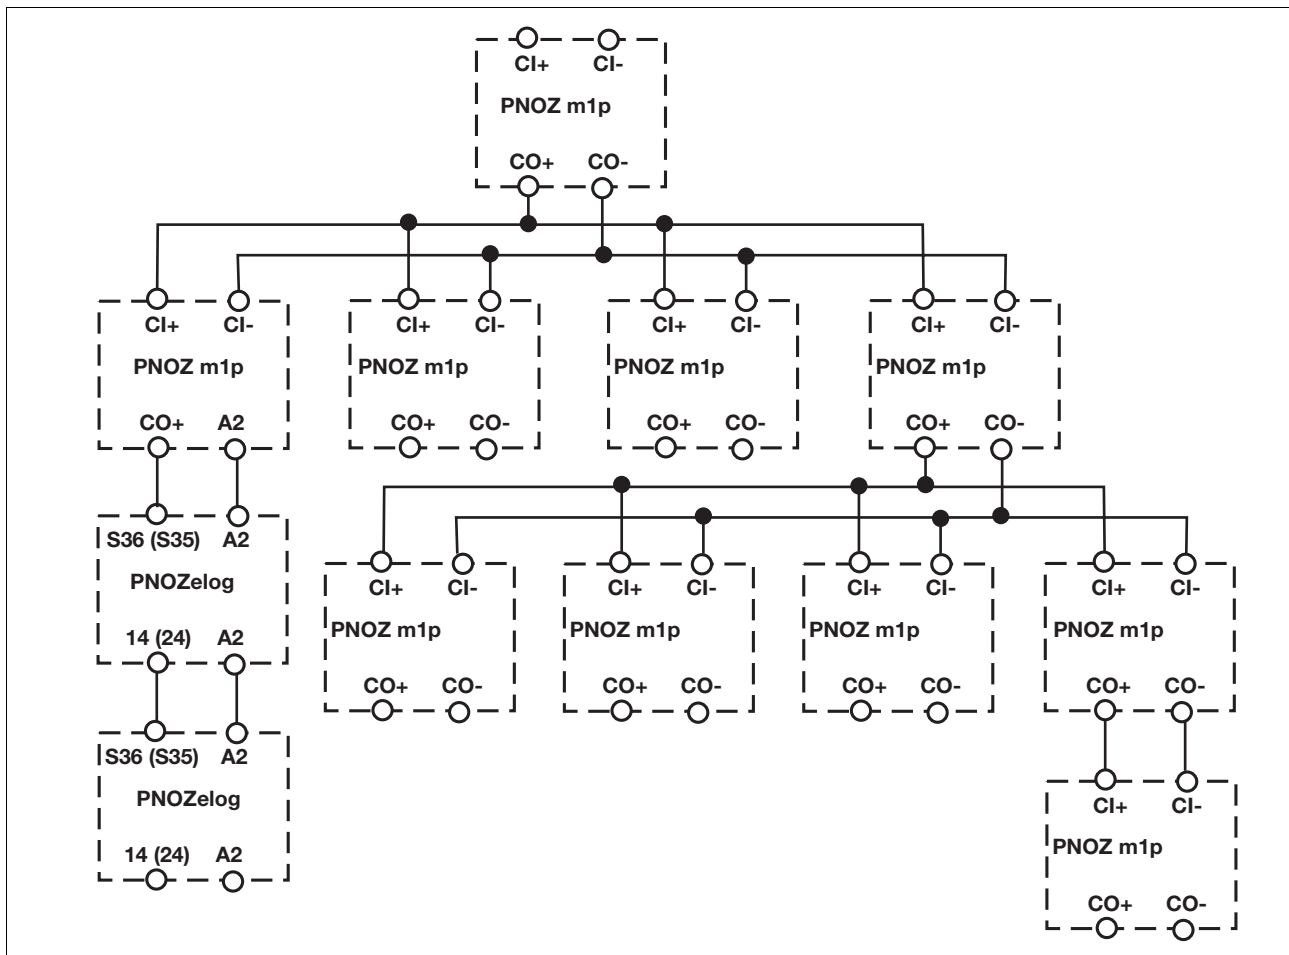 CI+ CI-
PNOZ m1p
CO+ CO-
CI+ CI- CI+ CI- CI+ CI- CI+ CI-
PNOZ m1p PNOZ m1p PNOZ m1p PNOZ m1p
CO+ A2 CO+ CO- CO+ CO- CO+ CO-
S36 (S35) A2
PNOZelog
14 (24) A2
CI+ CI- CI+ CI- CI+ CI- CI+ CI-
PNOZ m1p PNOZ m1p PNOZ m1p PNOZ m1p
CO+ CO- CO+ CO- CO+ CO- CO+ CO-
S36 (S35) A2
PNOZelog
14 (24) A2
CI+ CI-
PNOZ m1p
CO+ CO-